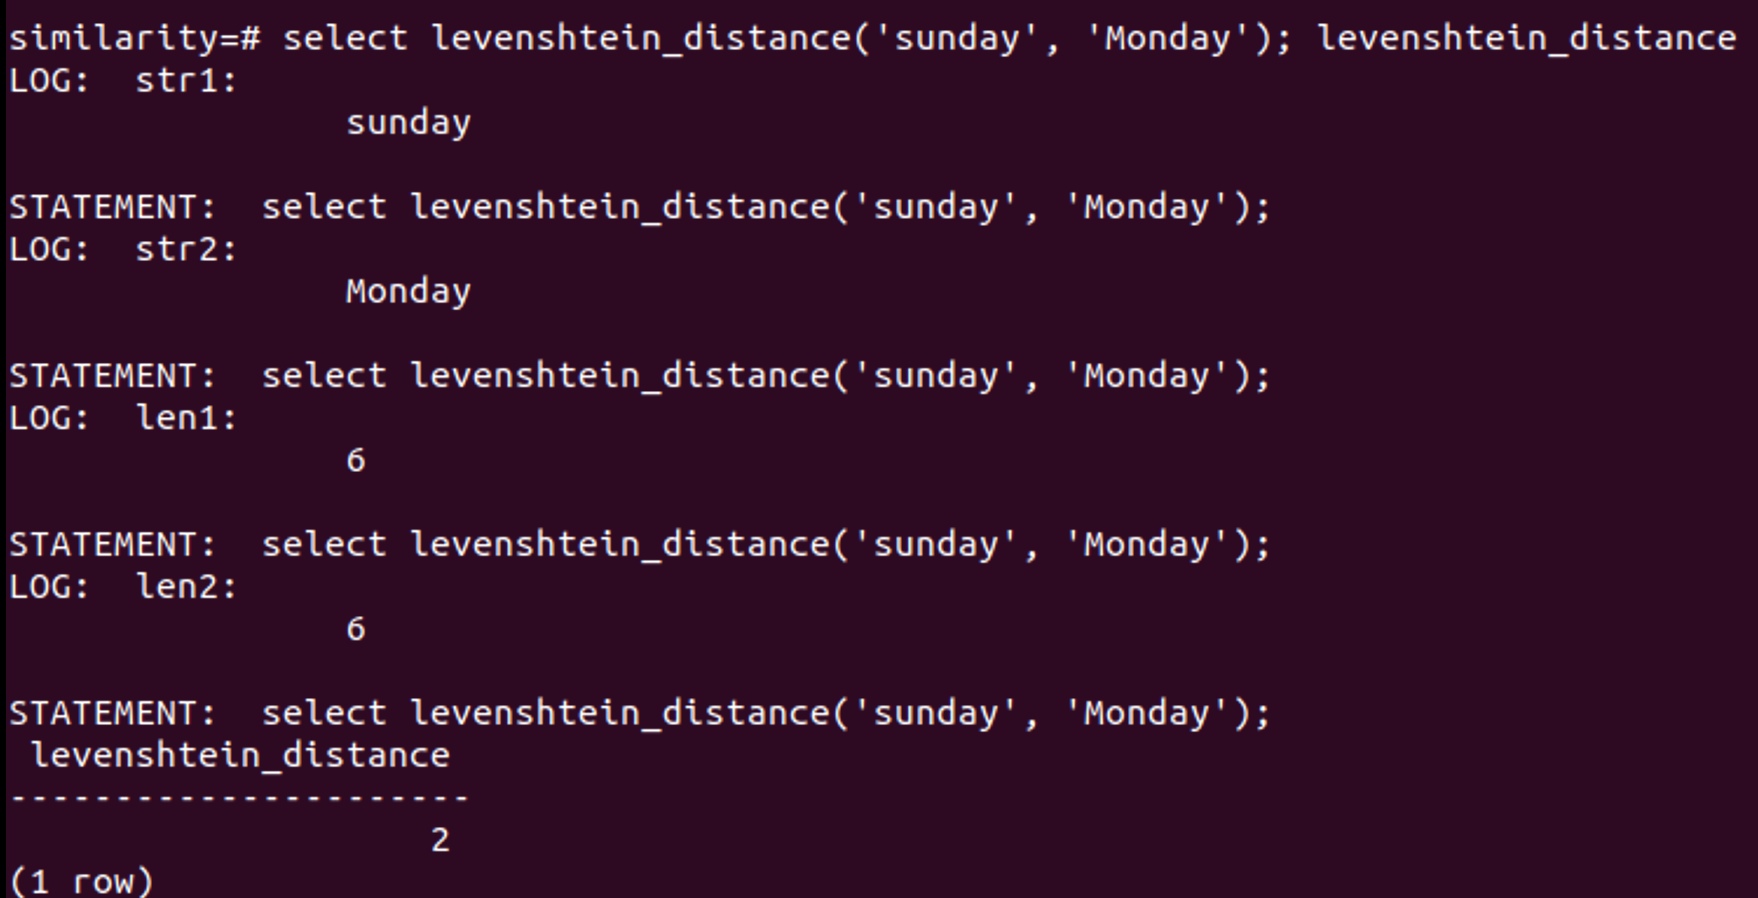 similarity=# select levenshtein_distance('sunday', 'Monday'); levenshtein_distance
LOG:  str1:
                sunday
STATEMENT:  select levenshtein_distance('sunday', 'Monday');
LOG:  str2:
                Monday
STATEMENT:  select levenshtein_distance('sunday', 'Monday');
LOG:  len1:
                6
STATEMENT:  select levenshtein_distance('sunday', 'Monday');
LOG:  len2:
                6
STATEMENT:  select levenshtein_distance('sunday', 'Monday');
 levenshtein_distance
----------------------
                    2
(1 row)